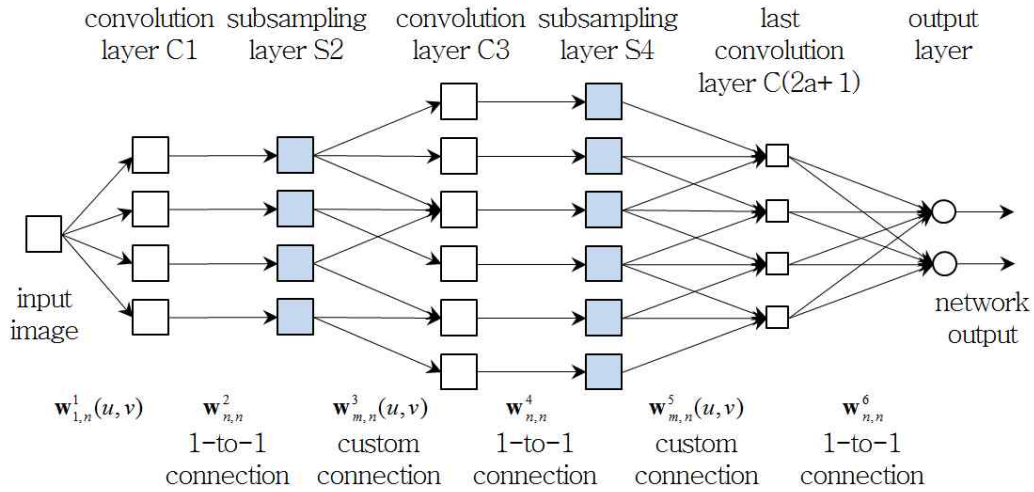 convolution
layer C1
subsampling
layer S2
convolution
layer C3
subsampling
layer S4
last
convolution
layer C(2a+1)
output
layer
input
image
network
output
w¹₁,ₙ(u, v)
w²ₙ,ₙ
1-to-1
connection
w³ₘ,ₙ(u, v)
custom
connection
w⁴ₙ,ₙ
1-to-1
connection
w⁵ₘ,ₙ(u, v)
custom
connection
w⁶ₙ,ₙ
1-to-1
connection